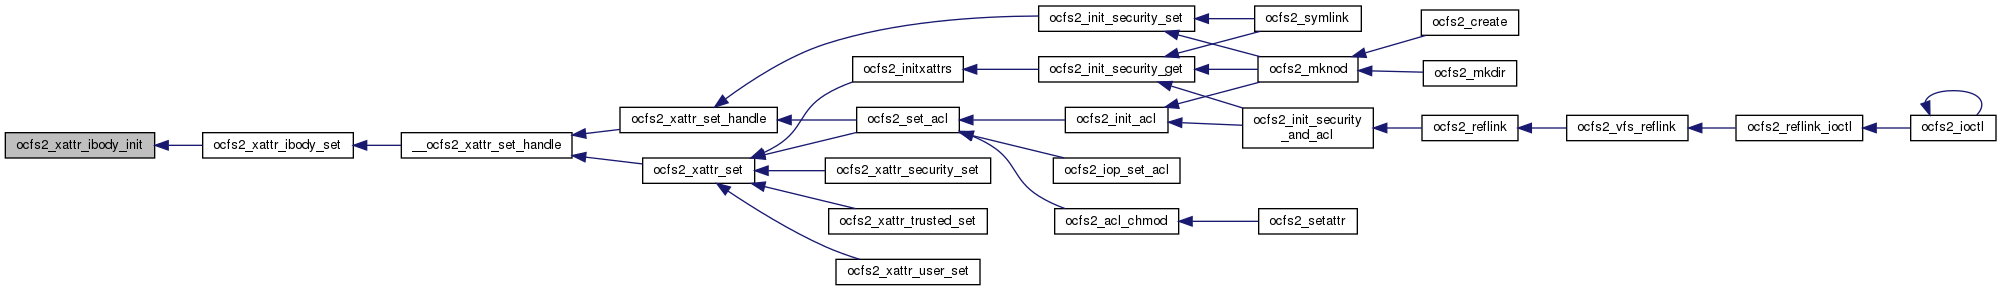 ocfs2_xattr_ibody_init
ocfs2_xattr_ibody_set
__ocfs2_xattr_set_handle
ocfs2_xattr_set_handle
ocfs2_xattr_set
ocfs2_init_security_set
ocfs2_initxattrs
ocfs2_init_security_get
ocfs2_set_acl
ocfs2_xattr_security_set
ocfs2_xattr_trusted_set
ocfs2_xattr_user_set
ocfs2_init_acl
ocfs2_iop_set_acl
ocfs2_acl_chmod
ocfs2_symlink
ocfs2_mknod
ocfs2_init_security
_and_acl
ocfs2_setattr
ocfs2_create
ocfs2_mkdir
ocfs2_reflink
ocfs2_vfs_reflink
ocfs2_reflink_ioctl
ocfs2_ioctl